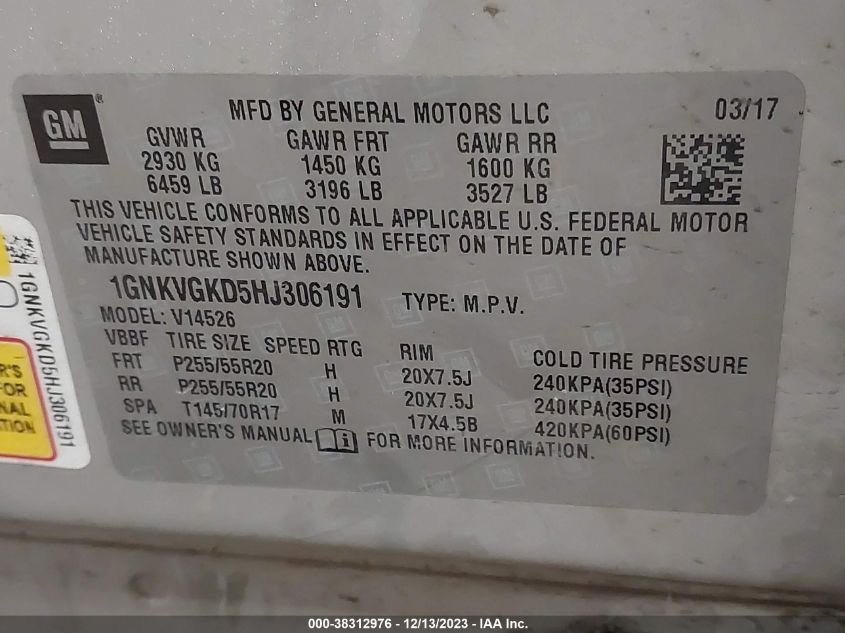 GM ®
MFD BY GENERAL MOTORS LLC 03/17
GVWR GAWR FRT GAWR RR
2930 KG 1450 KG 1600 KG
6459 LB 3196 LB 3527 LB
THIS VEHICLE CONFORMS TO ALL APPLICABLE U.S. FEDERAL MOTOR
VEHICLE SAFETY STANDARDS IN EFFECT ON THE DATE OF
MANUFACTURE SHOWN ABOVE.
1GNKVGKD5HJ306191 TYPE: M.P.V.
MODEL: V14526
VBBF TIRE SIZE SPEED RTG RIM COLD TIRE PRESSURE
FRT P255/55R20 H 20X7.5J 240KPA(35PSI)
RR P255/55R20 H 20X7.5J 240KPA(35PSI)
SPA T145/70R17 M 17X4.5B 420KPA(60PSI)
SEE OWNER'S MANUAL i FOR MORE INFORMATION.
1GNKVGKD5HJ306191
ER'S
FOR
NAL
TION
000-38312976 - 12/13/2023 - IAA Inc.